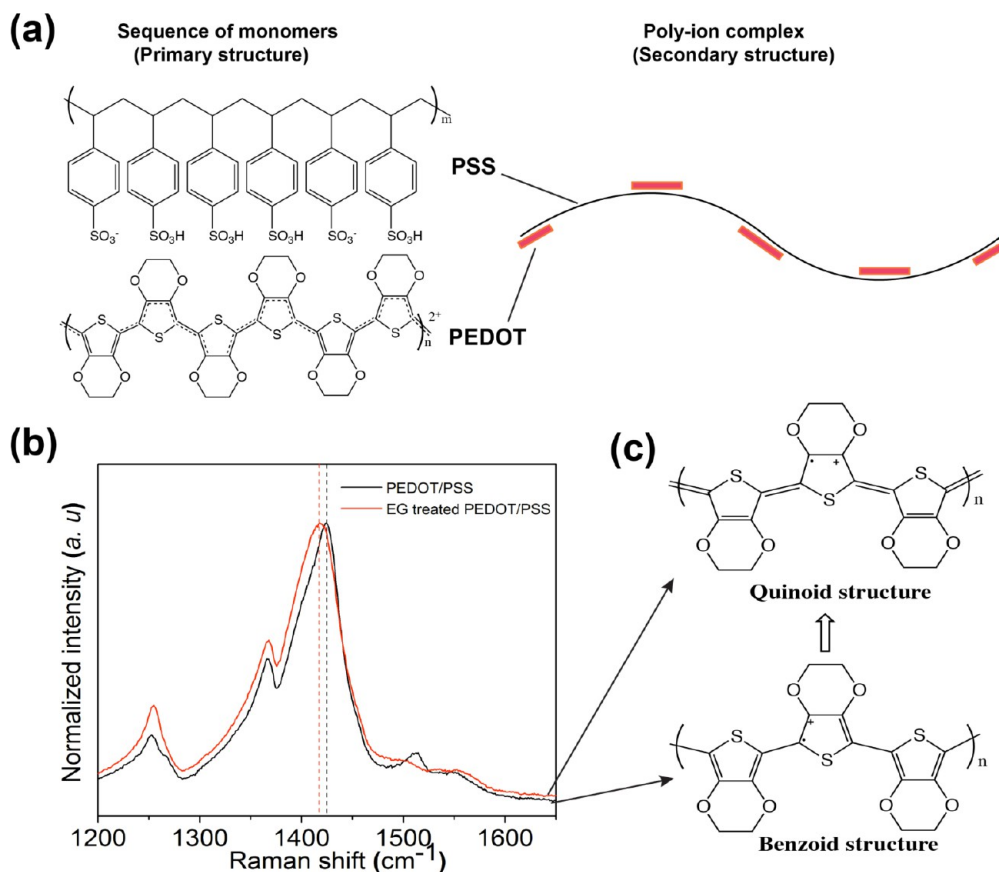 (a)
Sequence of monomers
(Primary structure)
Poly-ion complex
(Secondary structure)
m
SO₃⁻ SO₃H SO₃H SO₃H SO₃⁻ SO₃H
PSS
PEDOT
O O O O O O
S S S S S S
2+
n
O O O O O O
(b)
PEDOT/PSS
EG treated PEDOT/PSS
Normalized intensity (a. u)
1200 1300 1400 1500 1600
Raman shift (cm⁻¹)
(c)
O O
S · + S
S
n
O O O O
Quinoid structure
O O
S + S
· S
n
O O O O
Benzoid structure